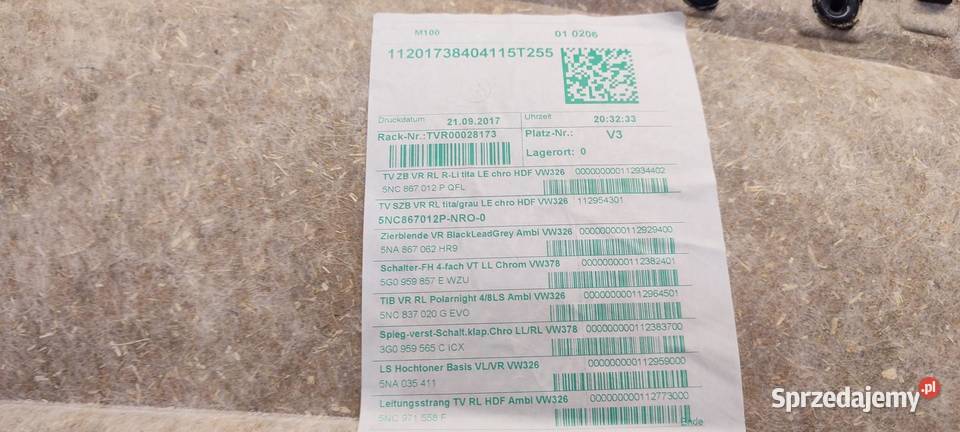 M100 01 0206
11201738404115T255
Druckdatum 21.09.2017 Uhrzeit 20:32:33
Rack-Nr.:TVR00028173 Platz-Nr.: V3
Lagerort: 0
TV ZB VR RL R-Li tita LE chro HDF VW326 000000000112934402
5NC 867 012 P QFL
TV SZB VR RL tita/grau LE chro HDF VW326 112954301
5NC867012P-NRO-0
Zierblende VR BlackLeadGrey Ambi VW326 000000000112929400
5NA 867 062 HR9
Schalter-FH 4-fach VT LL Chrom VW378 000000000112382401
5G0 959 857 E WZU
TIB VR RL Polarnight 4/8LS Ambi VW326 000000000112964501
5NC 837 020 G EVO
Spieg-verst-Schalt.klap.Chro LL/RL VW378 000000000112383700
3G0 959 565 C ICX
LS Hochtoner Basis VL/VR VW326 000000000112959000
5NA 035 411
Leitungsstrang TV RL HDF Ambi VW326 000000000112773000
5NC 971 558 F
Ende
Sprzedajemy.pl